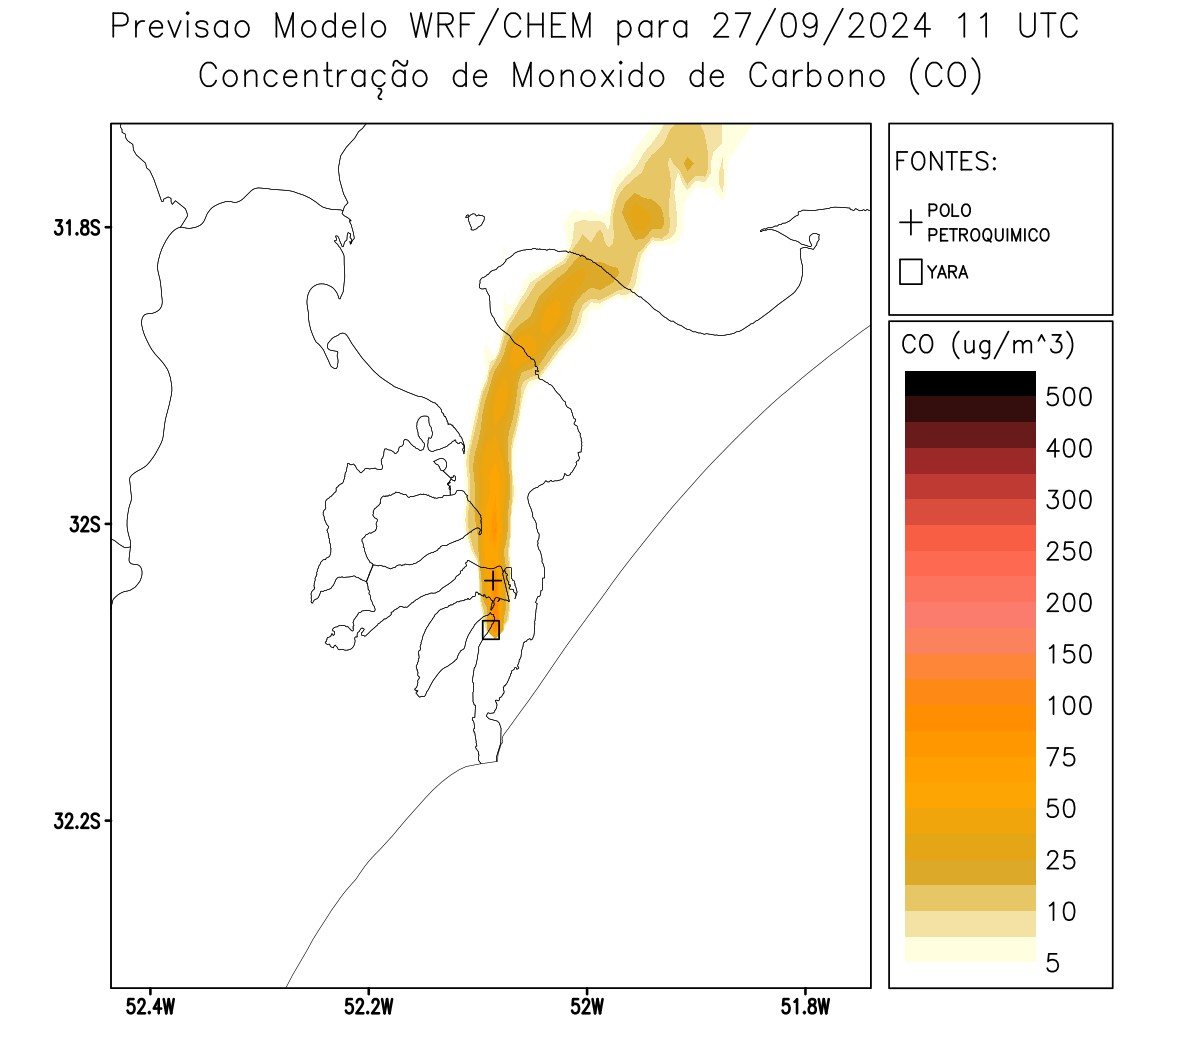 Previsao Modelo WRF/CHEM para 27/09/2024 11 UTC
Concentração de Monoxido de Carbono (CO)
FONTES:
POLO
PETROQUIMICO
YARA
CO (ug/m^3)
500
400
300
250
200
150
100
75
50
25
10
5
31.8S
32S
32.2S
52.4W
52.2W
52W
51.8W